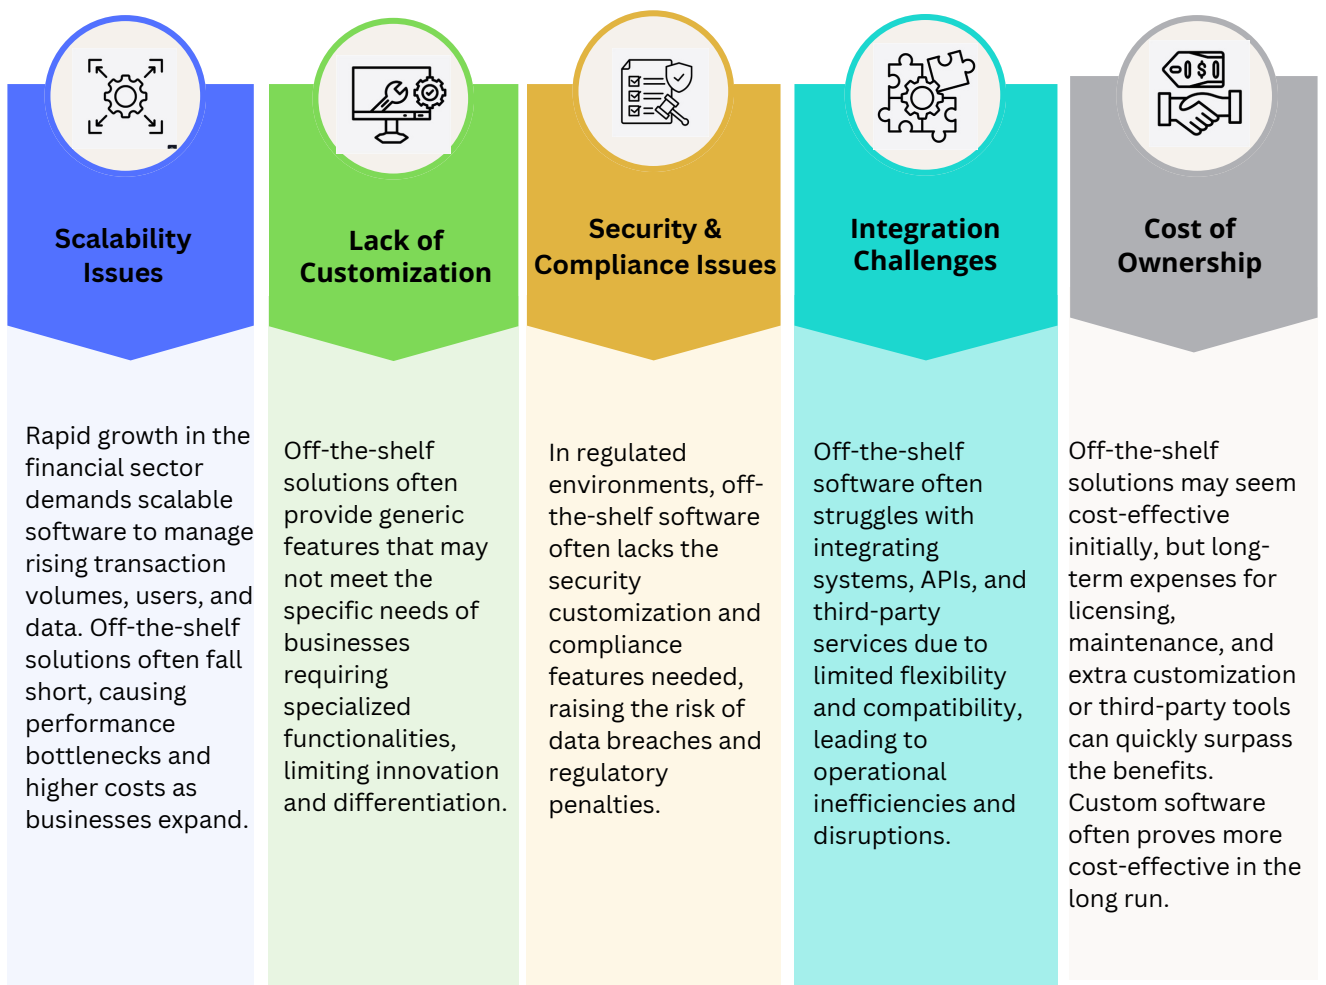 Scalability
Issues
Rapid growth in the
financial sector
demands scalable
software to manage
rising transaction
volumes, users, and
data. Off-the-shelf
solutions often fall
short, causing
performance
bottlenecks and
higher costs as
businesses expand.
Lack of
Customization
Off-the-shelf
solutions often
provide generic
features that may
not meet the
specific needs of
businesses
requiring
specialized
functionalities,
limiting innovation
and differentiation.
Security &
Compliance Issues
In regulated
environments, off-
the-shelf software
often lacks the
security
customization and
compliance
features needed,
raising the risk of
data breaches and
regulatory
penalties.
Integration
Challenges
Off-the-shelf
software often
struggles with
integrating
systems, APIs, and
third-party
services due to
limited flexibility
and compatibility,
leading to
operational
inefficiencies and
disruptions.
$
Cost of
Ownership
Off-the-shelf
solutions may seem
cost-effective
initially, but long-
term expenses for
licensing,
maintenance, and
extra customization
or third-party tools
can quickly surpass
the benefits.
Custom software
often proves more
cost-effective in the
long run.